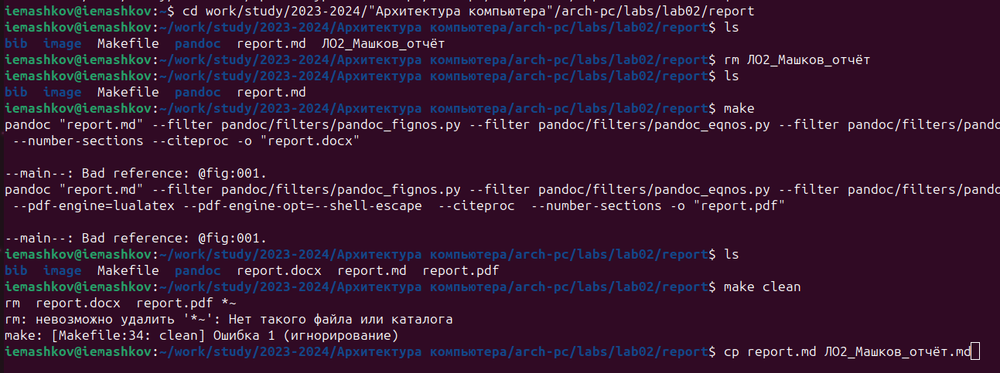 iemashkov@iemashkov:~$ cd work/study/2023-2024/"Архитектура компьютера"/arch-pc/labs/lab02/report
iemashkov@iemashkov:~/work/study/2023-2024/Архитектура компьютера/arch-pc/labs/lab02/report$ ls
bib  image  Makefile  pandoc  report.md  ЛО2_Машков_отчёт
iemashkov@iemashkov:~/work/study/2023-2024/Архитектура компьютера/arch-pc/labs/lab02/report$ rm ЛО2_Машков_отчёт
iemashkov@iemashkov:~/work/study/2023-2024/Архитектура компьютера/arch-pc/labs/lab02/report$ ls
bib  image  Makefile  pandoc  report.md
iemashkov@iemashkov:~/work/study/2023-2024/Архитектура компьютера/arch-pc/labs/lab02/report$ make
pandoc "report.md" --filter pandoc/filters/pandoc_fignos.py --filter pandoc/filters/pandoc_eqnos.py --filter pandoc/filters/pando
--number-sections --citeproc -o "report.docx"
--main--: Bad reference: @fig:001.
pandoc "report.md" --filter pandoc/filters/pandoc_fignos.py --filter pandoc/filters/pandoc_eqnos.py --filter pandoc/filters/pando
--pdf-engine=lualatex --pdf-engine-opt=--shell-escape  --citeproc  --number-sections -o "report.pdf"
--main--: Bad reference: @fig:001.
iemashkov@iemashkov:~/work/study/2023-2024/Архитектура компьютера/arch-pc/labs/lab02/report$ ls
bib  image  Makefile  pandoc  report.docx  report.md  report.pdf
iemashkov@iemashkov:~/work/study/2023-2024/Архитектура компьютера/arch-pc/labs/lab02/report$ make clean
rm  report.docx  report.pdf *~
rm: невозможно удалить '*~': Нет такого файла или каталога
make: [Makefile:34: clean] Ошибка 1 (игнорирование)
iemashkov@iemashkov:~/work/study/2023-2024/Архитектура компьютера/arch-pc/labs/lab02/report$ cp report.md ЛО2_Машков_отчёт.md